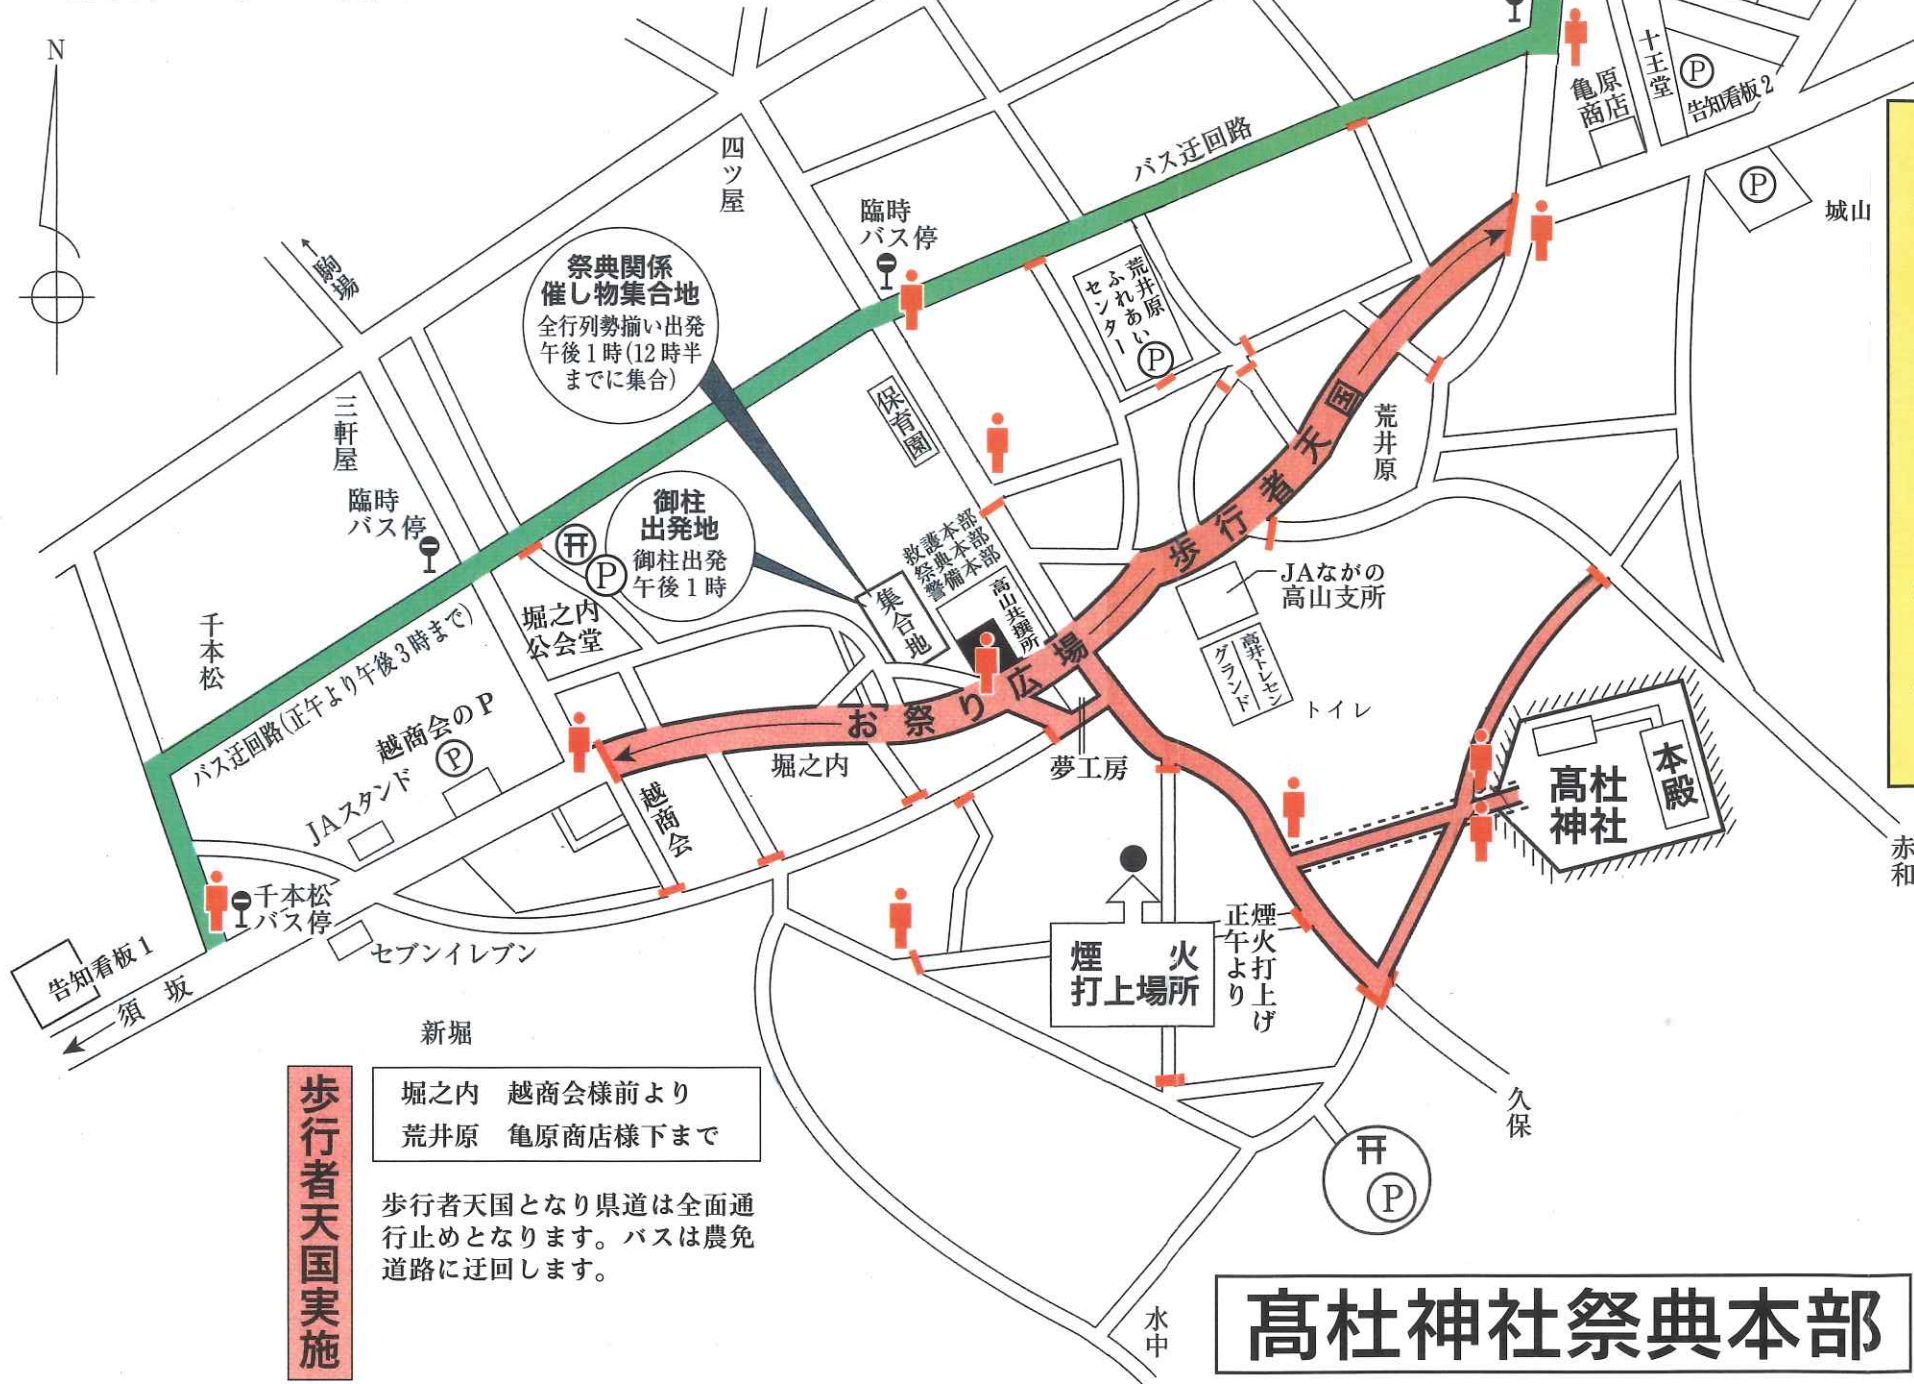 N
四ツ屋
駒場
祭典関係
催し物集合地
全行列勢揃い出発
午後1時(12時半
までに集合)
臨時
バス停
バス迂回路
亀原
商店
十王堂
P
告知看板2
P
城山
荒井原
ふれあい
センター
P
三軒屋
臨時
バス停
保育園
御柱
出発地
御柱出発
午後1時
P
堀之内
公会堂
救護本部
祭典本部
警備本部
高山共撰所
集合地
歩行者天国
荒井原
JAながの
高山支所
高井トレセン
グランド
トイレ
千本松
バス迂回路(正午より午後3時まで)
越商会のP
P
JAスタンド
お祭り広場
堀之内
夢工房
越商会
髙杜
神社
本殿
赤和
千本松
バス停
セブンイレブン
告知看板1
須坂
新堀
煙火
打上場所
煙火打上げ
正午より
久保
P
水中
歩行者天国実施
堀之内 越商会様前より
荒井原 亀原商店様下まで
歩行者天国となり県道は全面通
行止めとなります。バスは農免
道路に迂回します。
髙杜神社祭典本部